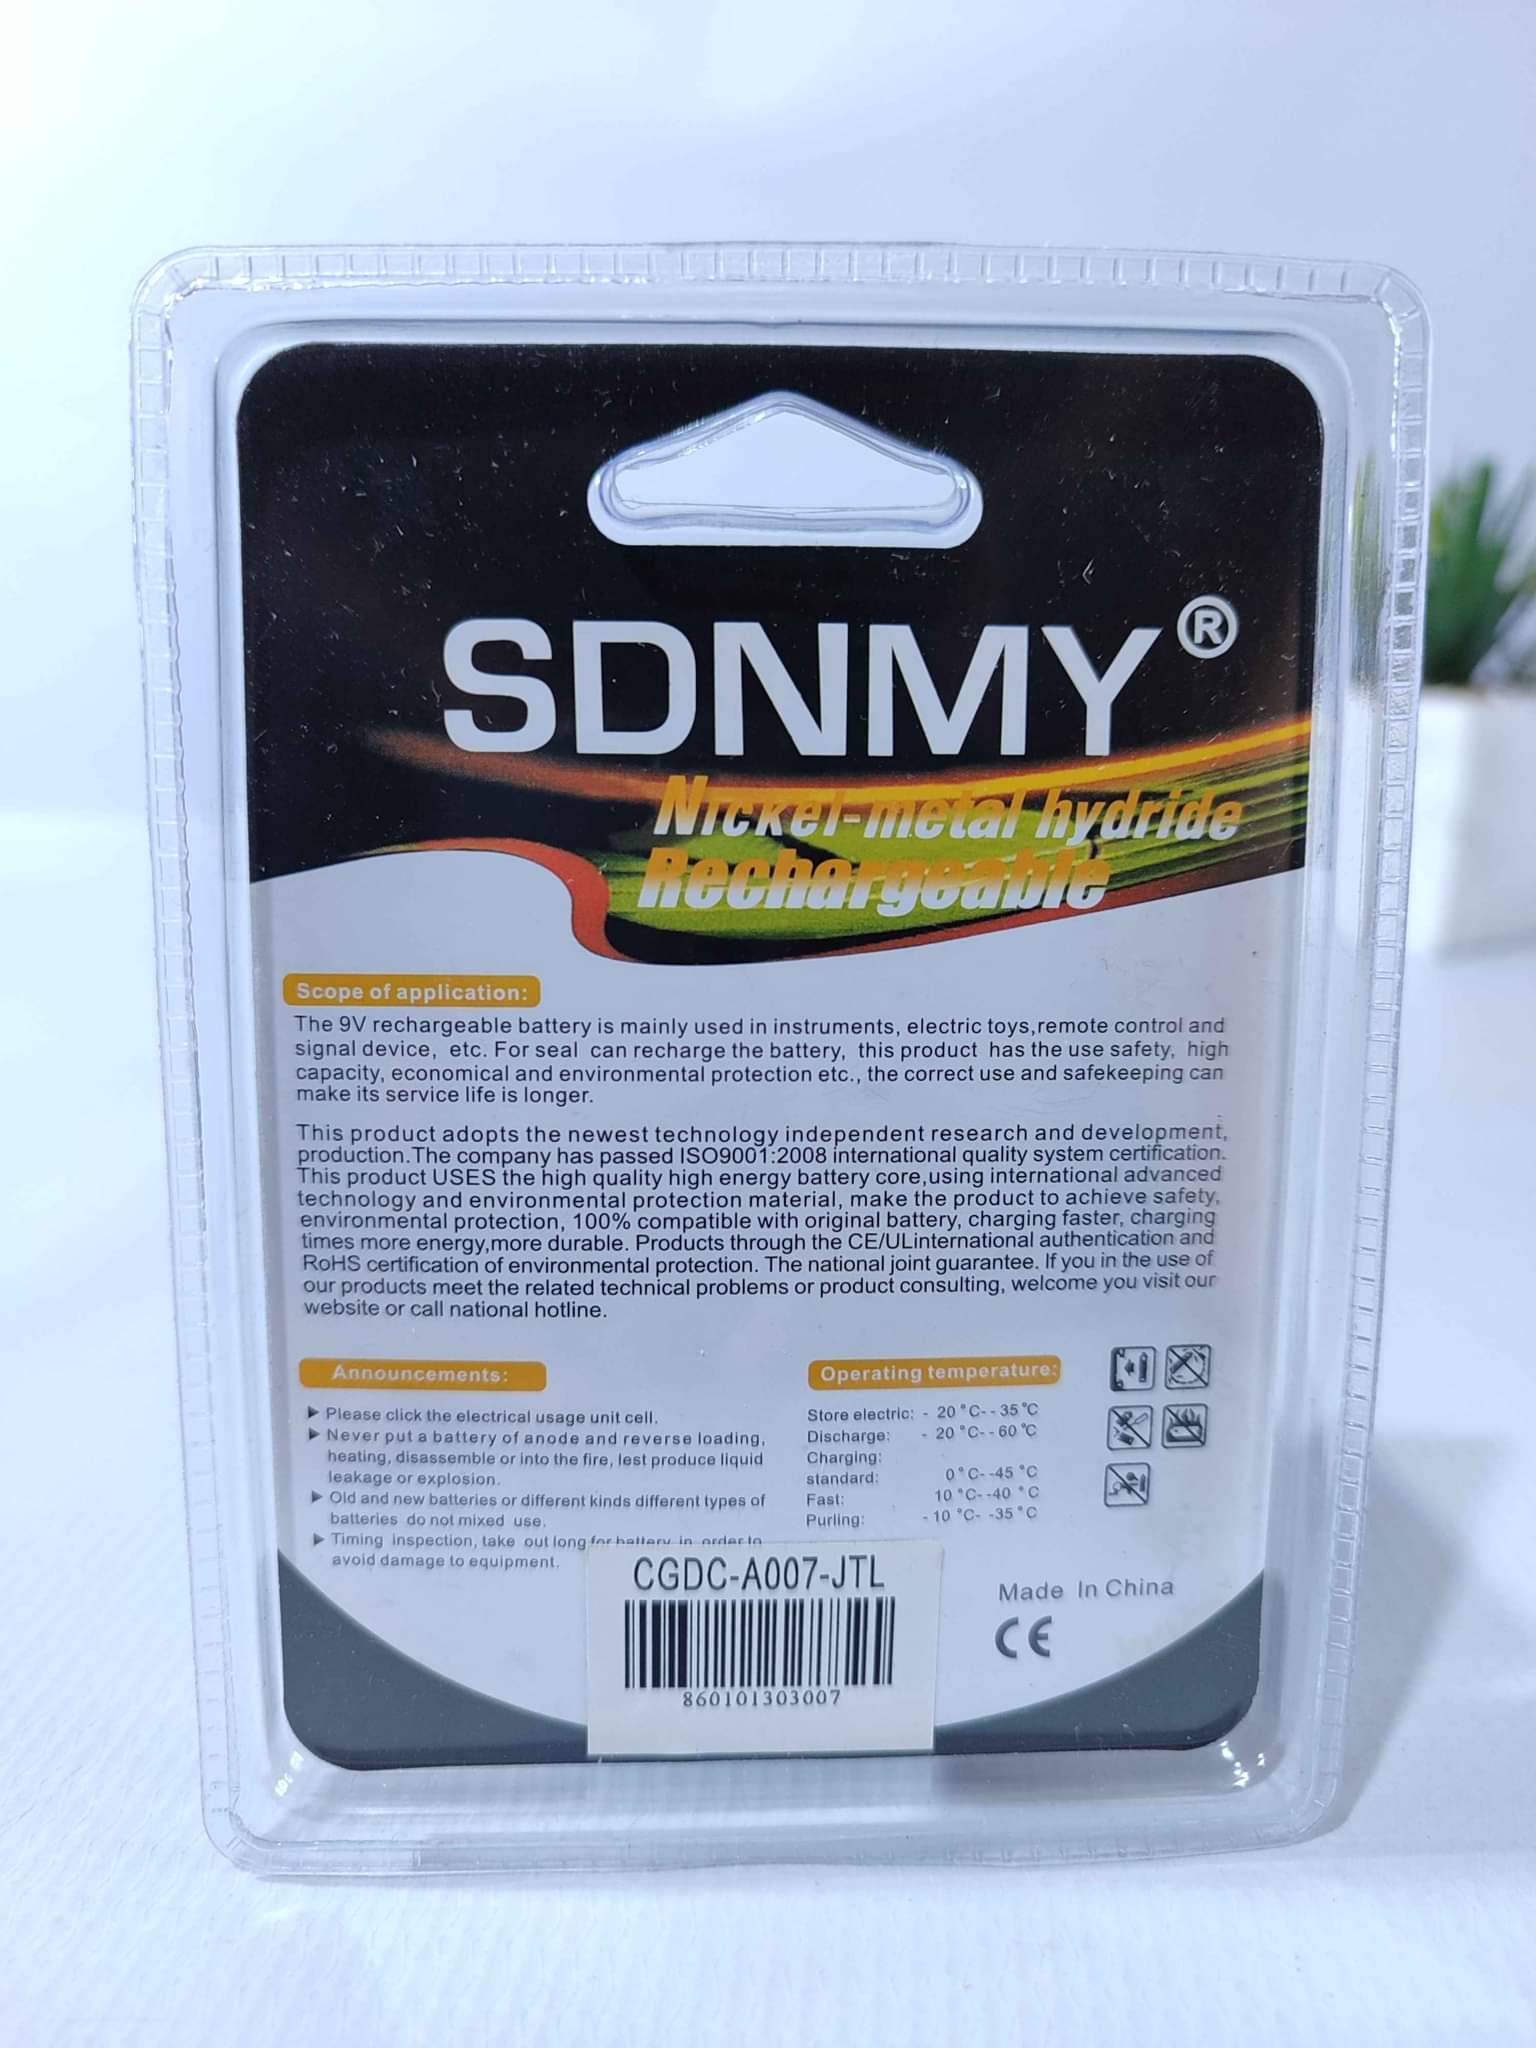 SDNMY®
Nickel-metal hydride
Rechargeable
Scope of application:
The 9V rechargeable battery is mainly used in instruments, electric toys,remote control and
signal device, etc. For seal can recharge the battery, this product has the use safety, high
capacity, economical and environmental protection etc., the correct use and safekeeping can
make its service life is longer.
This product adopts the newest technology independent research and development,
production.The company has passed ISO9001:2008 international quality system certification.
This product USES the high quality high energy battery core,using international advanced
technology and environmental protection material, make the product to achieve safety,
environmental protection, 100% compatible with original battery, charging faster, charging
times more energy,more durable. Products through the CE/ULinternational authentication and
RoHS certification of environmental protection. The national joint guarantee. If you in the use of
our products meet the related technical problems or product consulting, welcome you visit our
website or call national hotline.
Announcements:
Please click the electrical usage unit cell.
Never put a battery of anode and reverse loading,
heating, disassemble or into the fire, lest produce liquid
leakage or explosion.
Old and new batteries or different kinds different types of
batteries do not mixed use.
Timing inspection, take out long for battery in order to
avoid damage to equipment.
Operating temperature:
Store electric: - 20 °C- - 35 °C
Discharge: - 20 °C- - 60 °C
Charging:
standard: 0 °C- -45 °C
Fast: 10 °C- -40 °C
Purling: - 10 °C- -35 °C
CGDC-A007-JTL
860101303007
Made In China
CE